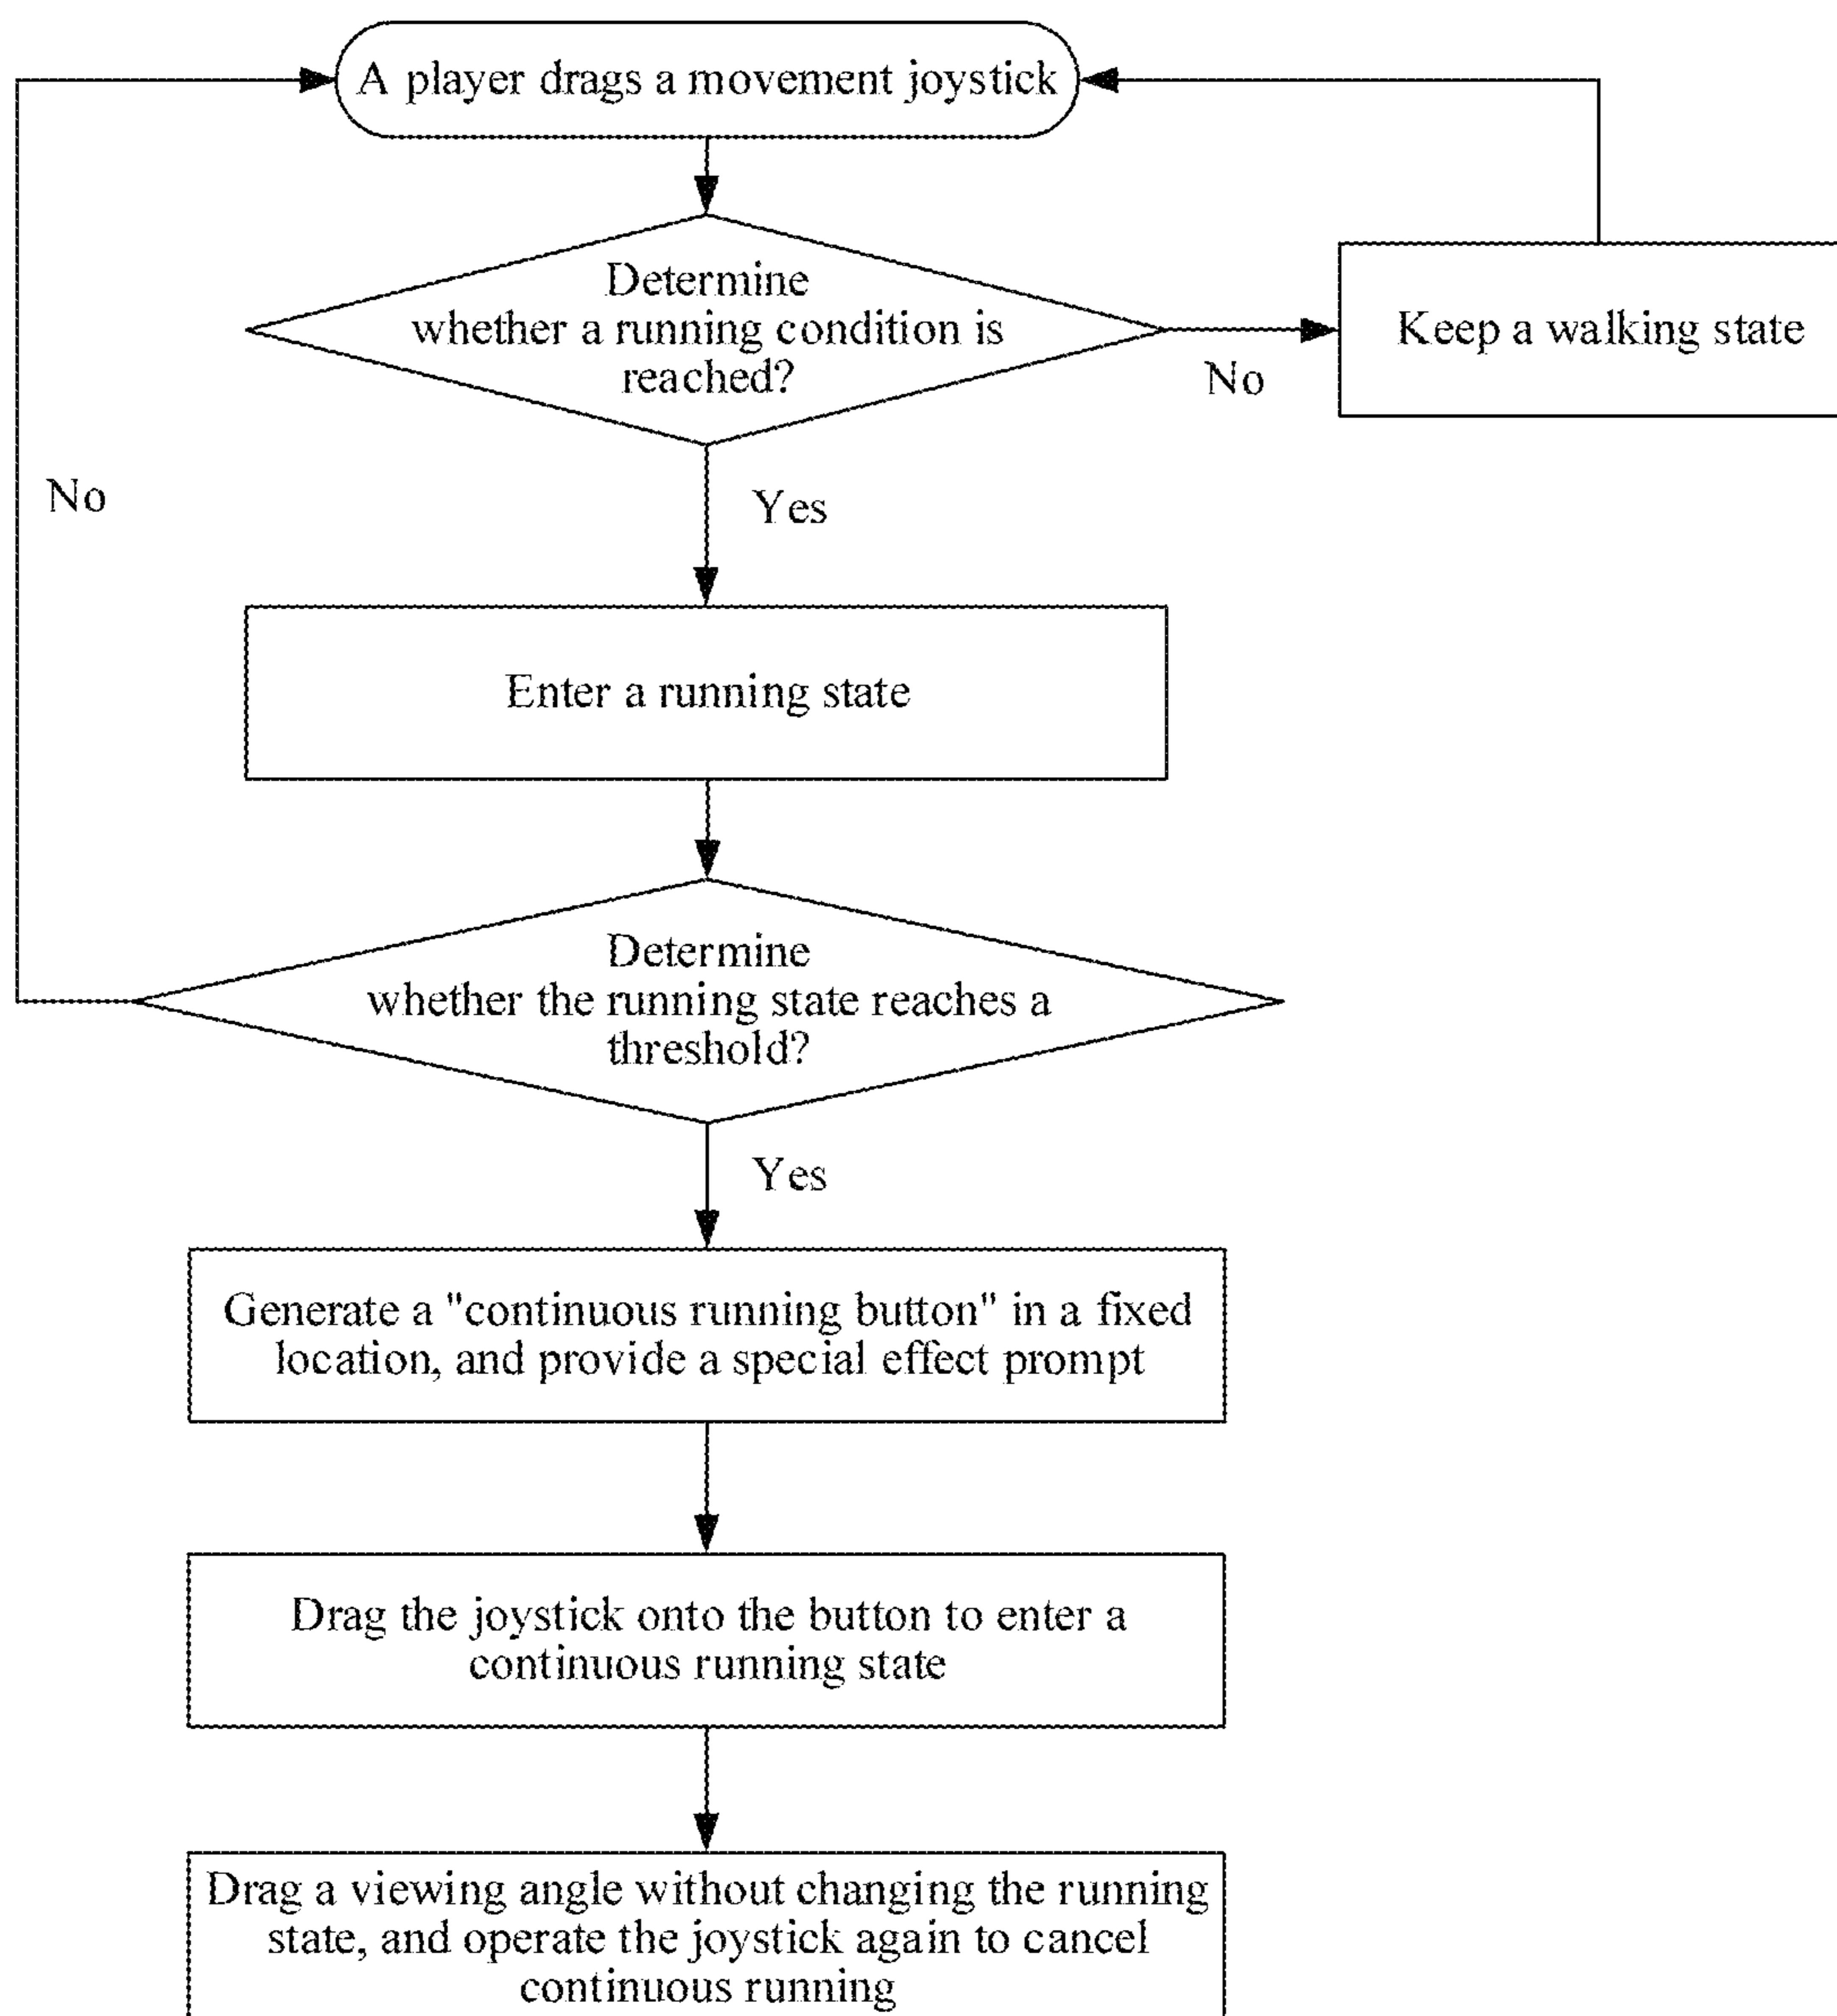 A player drags a movement joystick
Determine
whether a running condition is
reached?
No
Keep a walking state
No
Yes
Enter a running state
Determine
whether the running state reaches a
threshold?
Yes
Generate a "continuous running button" in a fixed
location, and provide a special effect prompt
Drag the joystick onto the button to enter a
continuous running state
Drag a viewing angle without changing the running
state, and operate the joystick again to cancel
continuous running